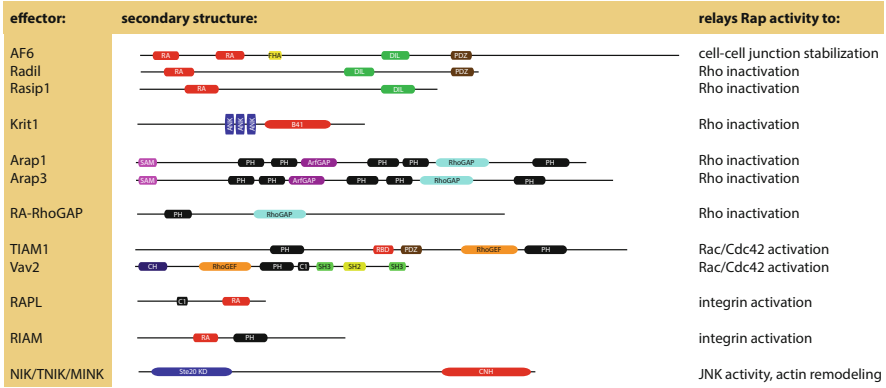 effector: secondary structure: relays Rap activity to:
AF6 RA RA FHA DIL PDZ cell-cell junction stabilization
Radil RA DIL PDZ Rho inactivation
Rasip1 RA DIL Rho inactivation
Krit1 ANK ANK ANK B41 Rho inactivation
Arap1 SAM PH PH ArfGAP PH PH RhoGAP PH Rho inactivation
Arap3 SAM PH PH ArfGAP PH PH RhoGAP PH Rho inactivation
RA-RhoGAP PH RhoGAP Rho inactivation
TIAM1 PH RBD PDZ RhoGEF PH Rac/Cdc42 activation
Vav2 CH RhoGEF PH C1 SH3 SH2 SH3 Rac/Cdc42 activation
RAPL C1 RA integrin activation
RIAM RA PH integrin activation
NIK/TNIK/MINK Ste20 KD CNH JNK activity, actin remodeling